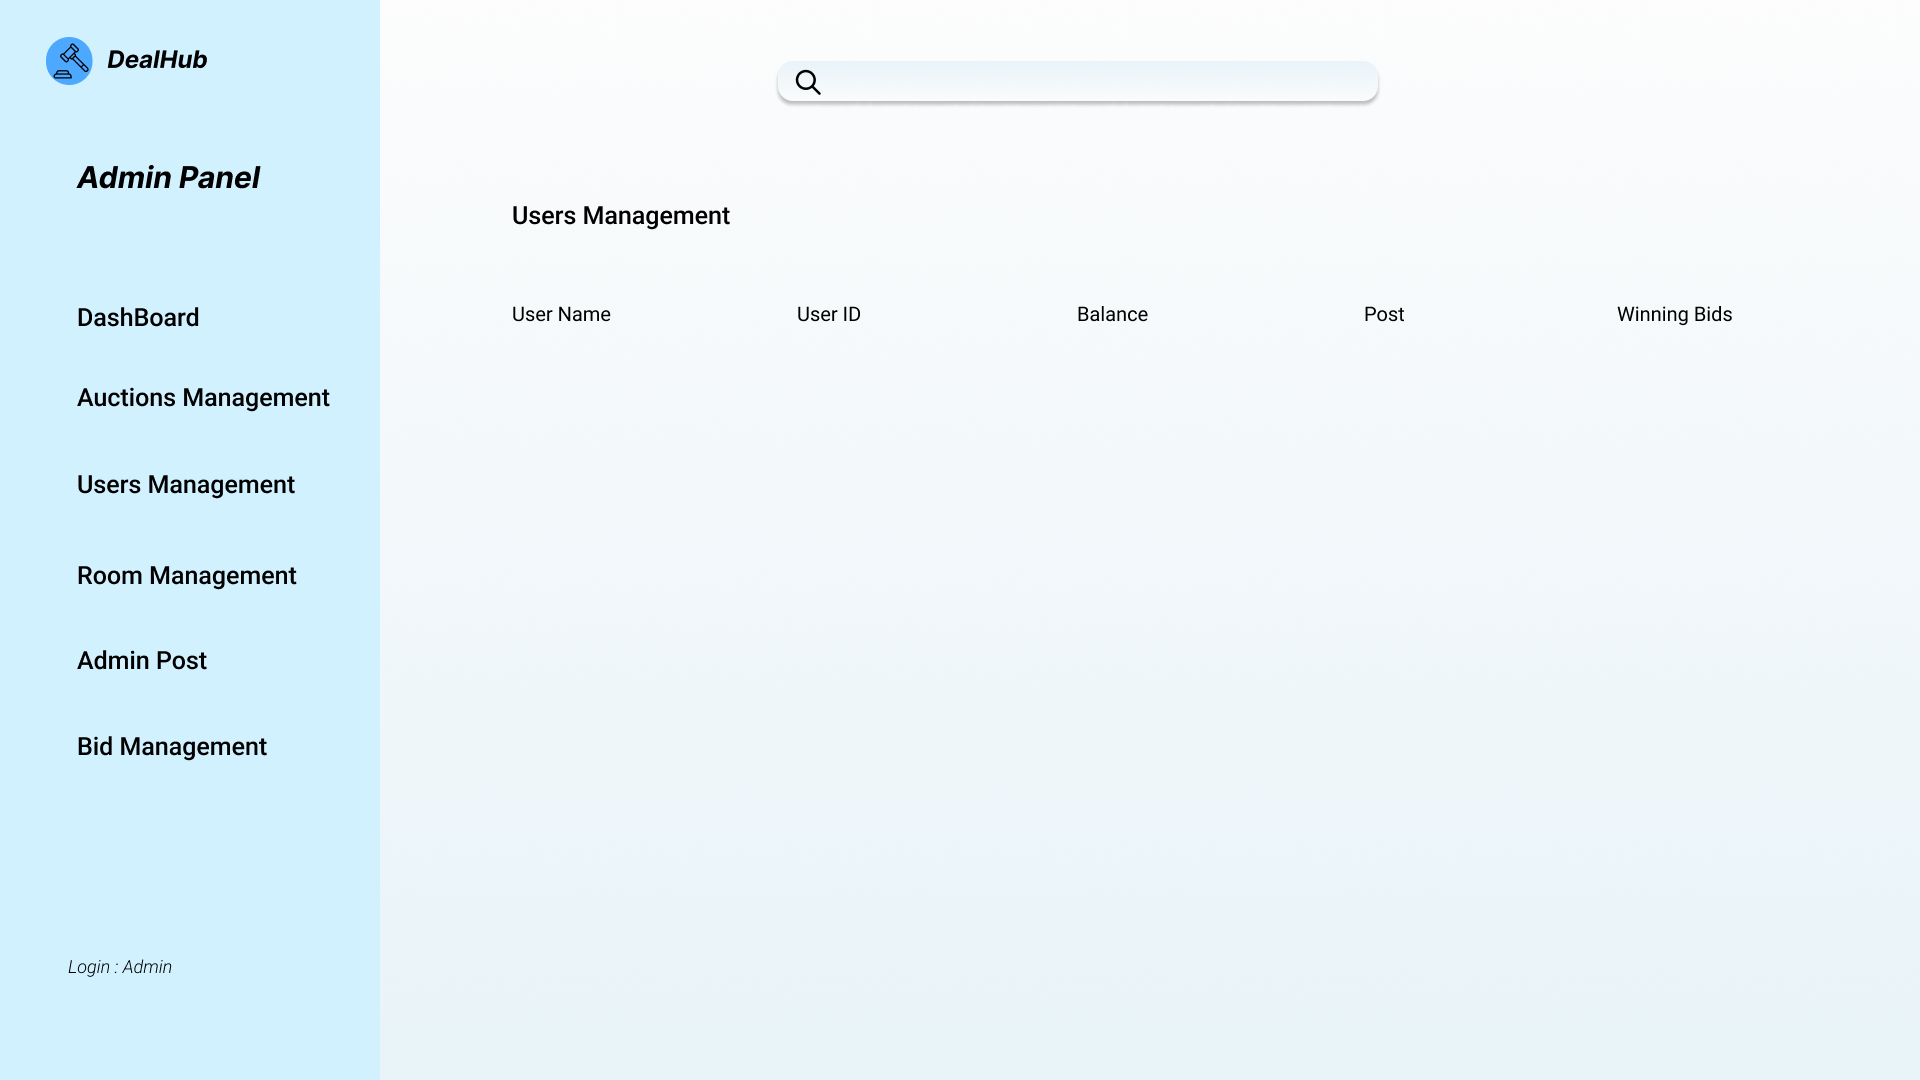 DealHub
Admin Panel
DashBoard
Auctions Management
Users Management
Room Management
Admin Post
Bid Management
Login : Admin
Users Management
User Name User ID Balance Post Winning Bids